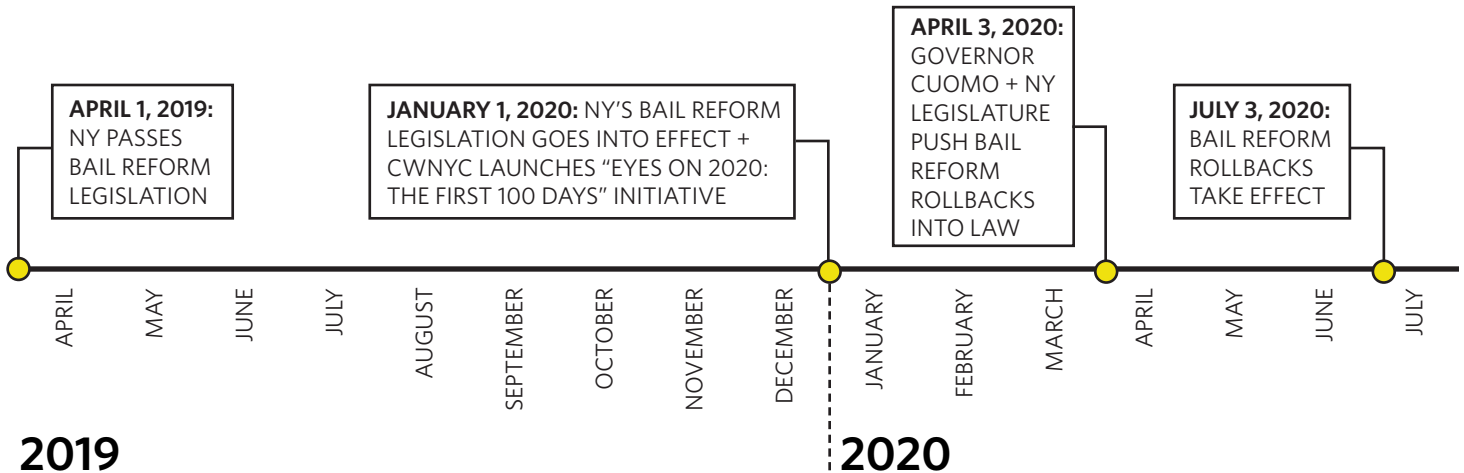 APRIL 1, 2019:
NY PASSES
BAIL REFORM
LEGISLATION
JANUARY 1, 2020: NY’S BAIL REFORM
LEGISLATION GOES INTO EFFECT +
CWNYC LAUNCHES “EYES ON 2020:
THE FIRST 100 DAYS” INITIATIVE
APRIL 3, 2020:
GOVERNOR
CUOMO + NY
LEGISLATURE
PUSH BAIL
REFORM
ROLLBACKS
INTO LAW
JULY 3, 2020:
BAIL REFORM
ROLLBACKS
TAKE EFFECT
APRIL
MAY
JUNE
JULY
AUGUST
SEPTEMBER
OCTOBER
NOVEMBER
DECEMBER
JANUARY
FEBRUARY
MARCH
APRIL
MAY
JUNE
JULY
2019
2020